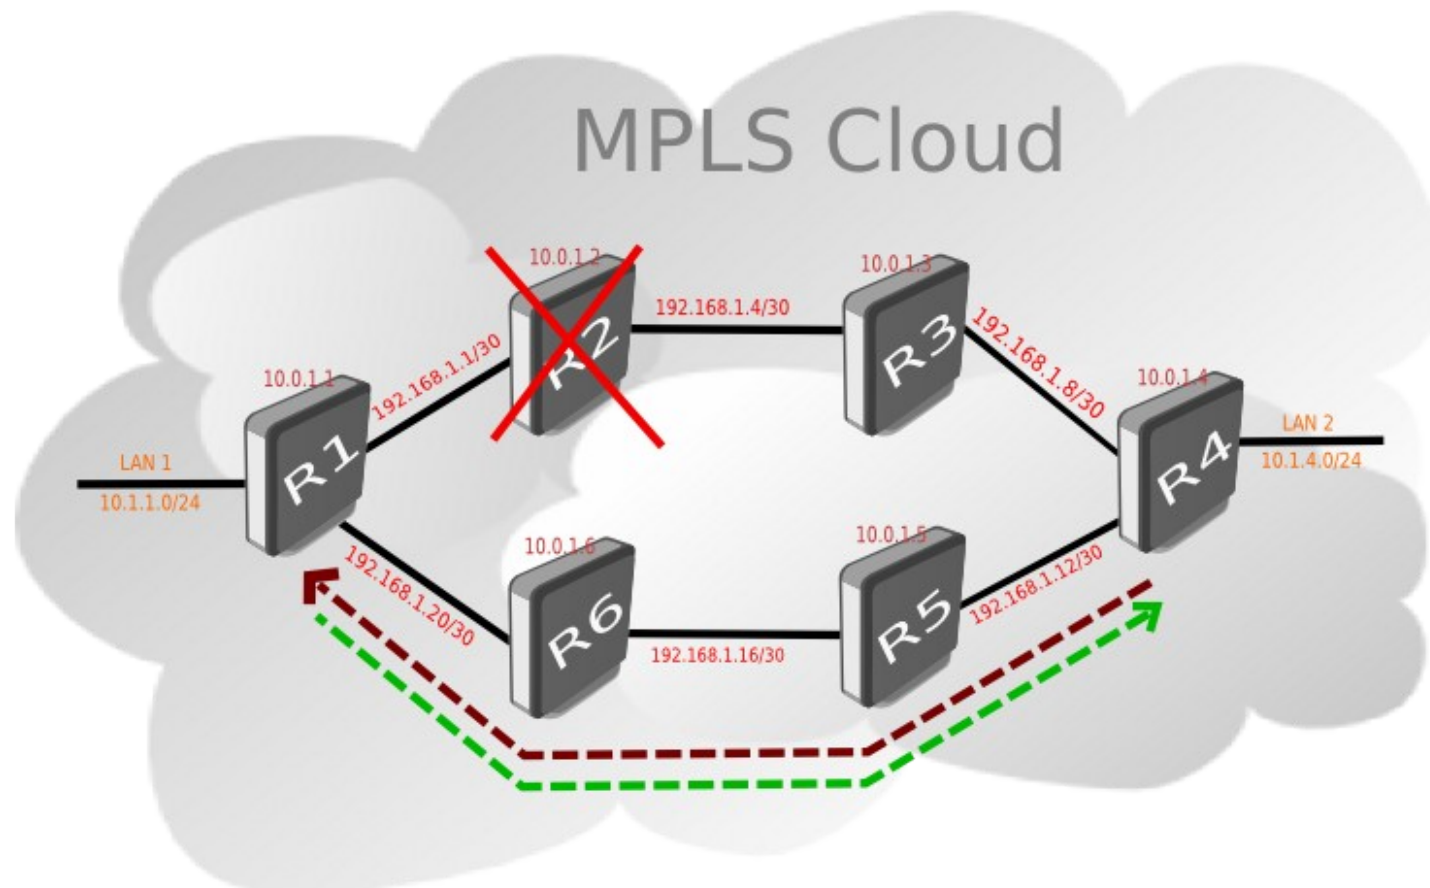 MPLS Cloud
10.0.1.2
10.0.1.3
192.168.1.4/30
R2
R3
192.168.1.1/30
192.168.1.8/30
10.0.1.1
10.0.1.4
R1
R4
LAN 1
10.1.1.0/24
LAN 2
10.1.4.0/24
10.0.1.6
10.0.1.5
192.168.1.20/30
192.168.1.12/30
R6
R5
192.168.1.16/30